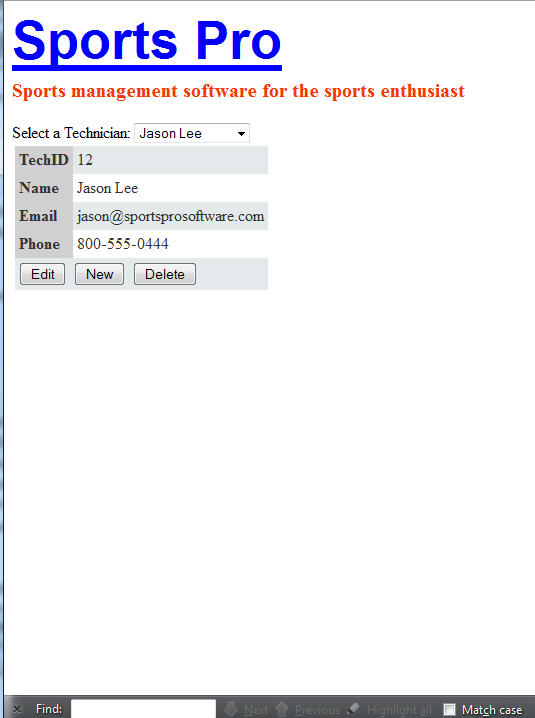 Sports Pro
Sports management software for the sports enthusiast
Select a Technician: Jason Lee
TechID 12
Name Jason Lee
Email jason@sportsprosoftware.com
Phone 800-555-0444
Edit New Delete
Find: Next Previous Highlight all Match case